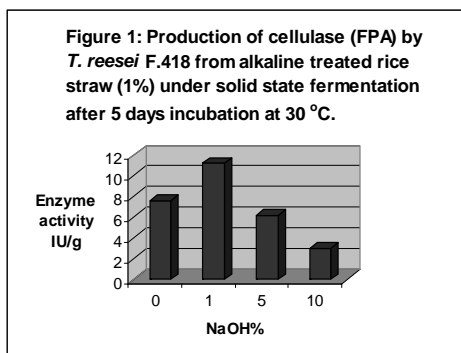 Figure 1: Production of cellulase (FPA) by
T. reesei F.418 from alkaline treated rice
straw (1%) under solid state fermentation
after 5 days incubation at 30 °C.
12
10
8
6
4
2
0
Enzyme
activity
IU/g
0 1 5 10
NaOH%